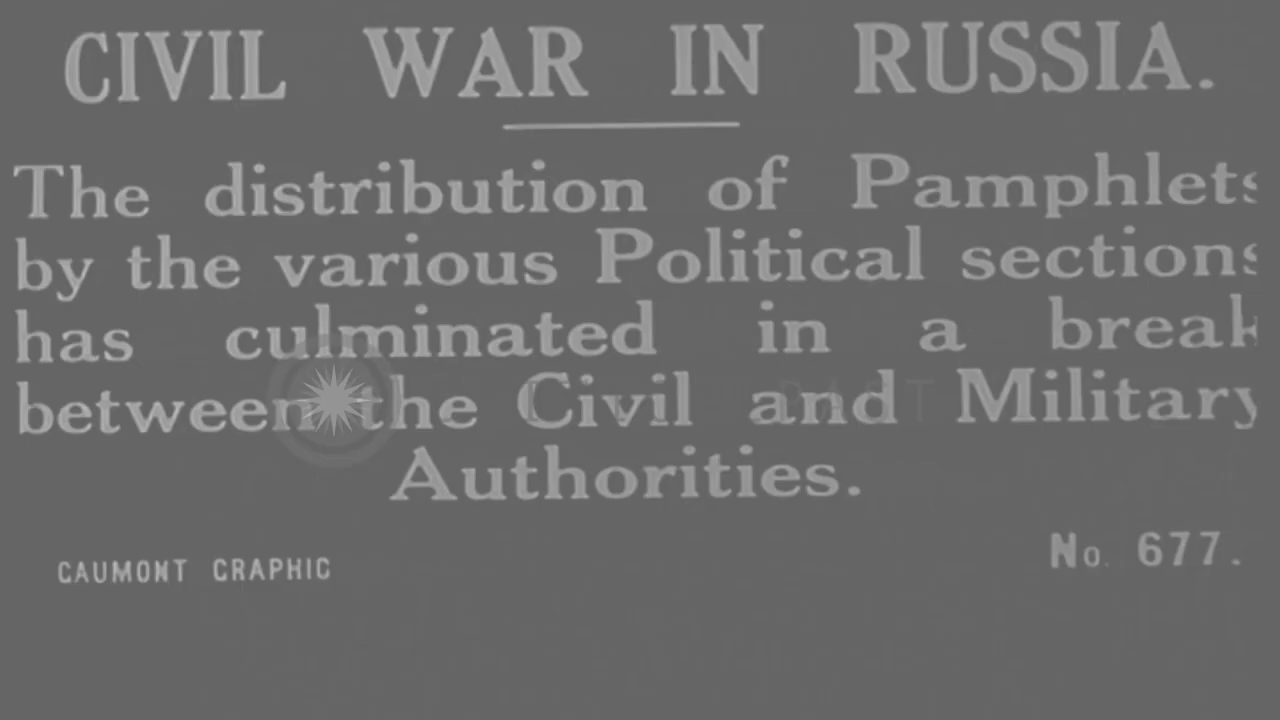 CIVIL WAR IN RUSSIA.
The distribution of Pamphlets
by the various Political sections
has culminated in a break
between the Civil and Military
Authorities.
GAUMONT GRAPHIC
No. 677.